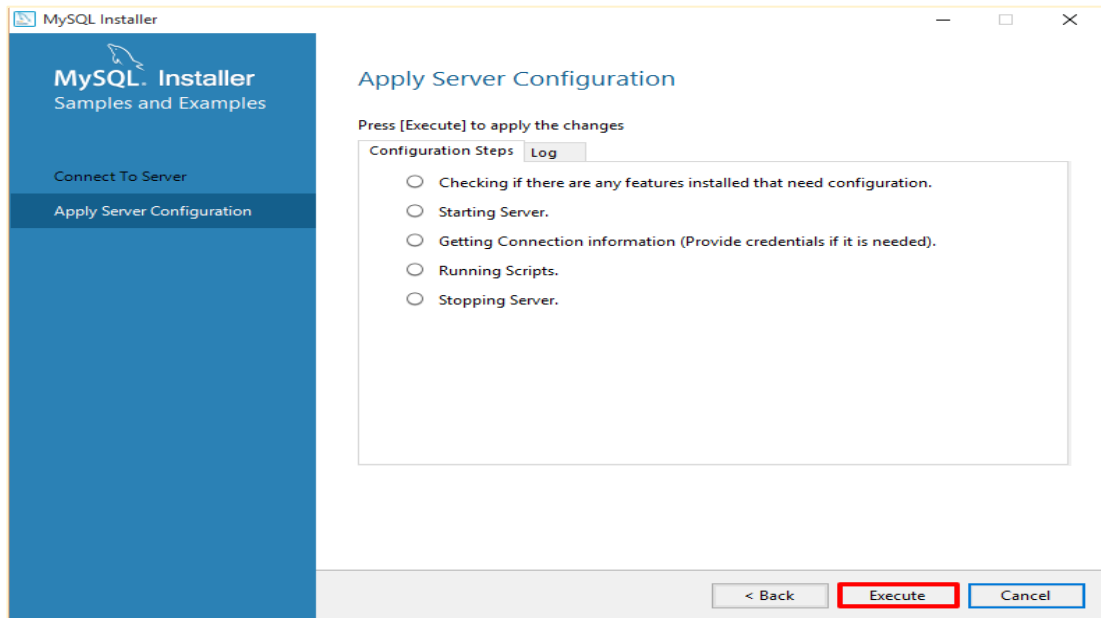 MySQL Installer
MySQL. Installer
Samples and Examples
Connect To Server
Apply Server Configuration
Apply Server Configuration
Press [Execute] to apply the changes
Configuration Steps Log
Checking if there are any features installed that need configuration.
Starting Server.
Getting Connection information (Provide credentials if it is needed).
Running Scripts.
Stopping Server.
< Back Execute Cancel